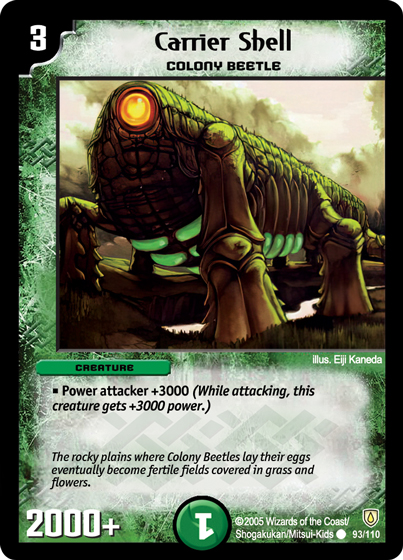 3
Carrier Shell
COLONY BEETLE
illus. Eiji Kaneda
CREATURE
▪ Power attacker +3000 (While attacking, this
creature gets +3000 power.)
The rocky plains where Colony Beetles lay their eggs
eventually become fertile fields covered in grass and
flowers.
2000+
1
©2005 Wizards of the Coast/
Shogakukan/Mitsui-Kids ● 93/110